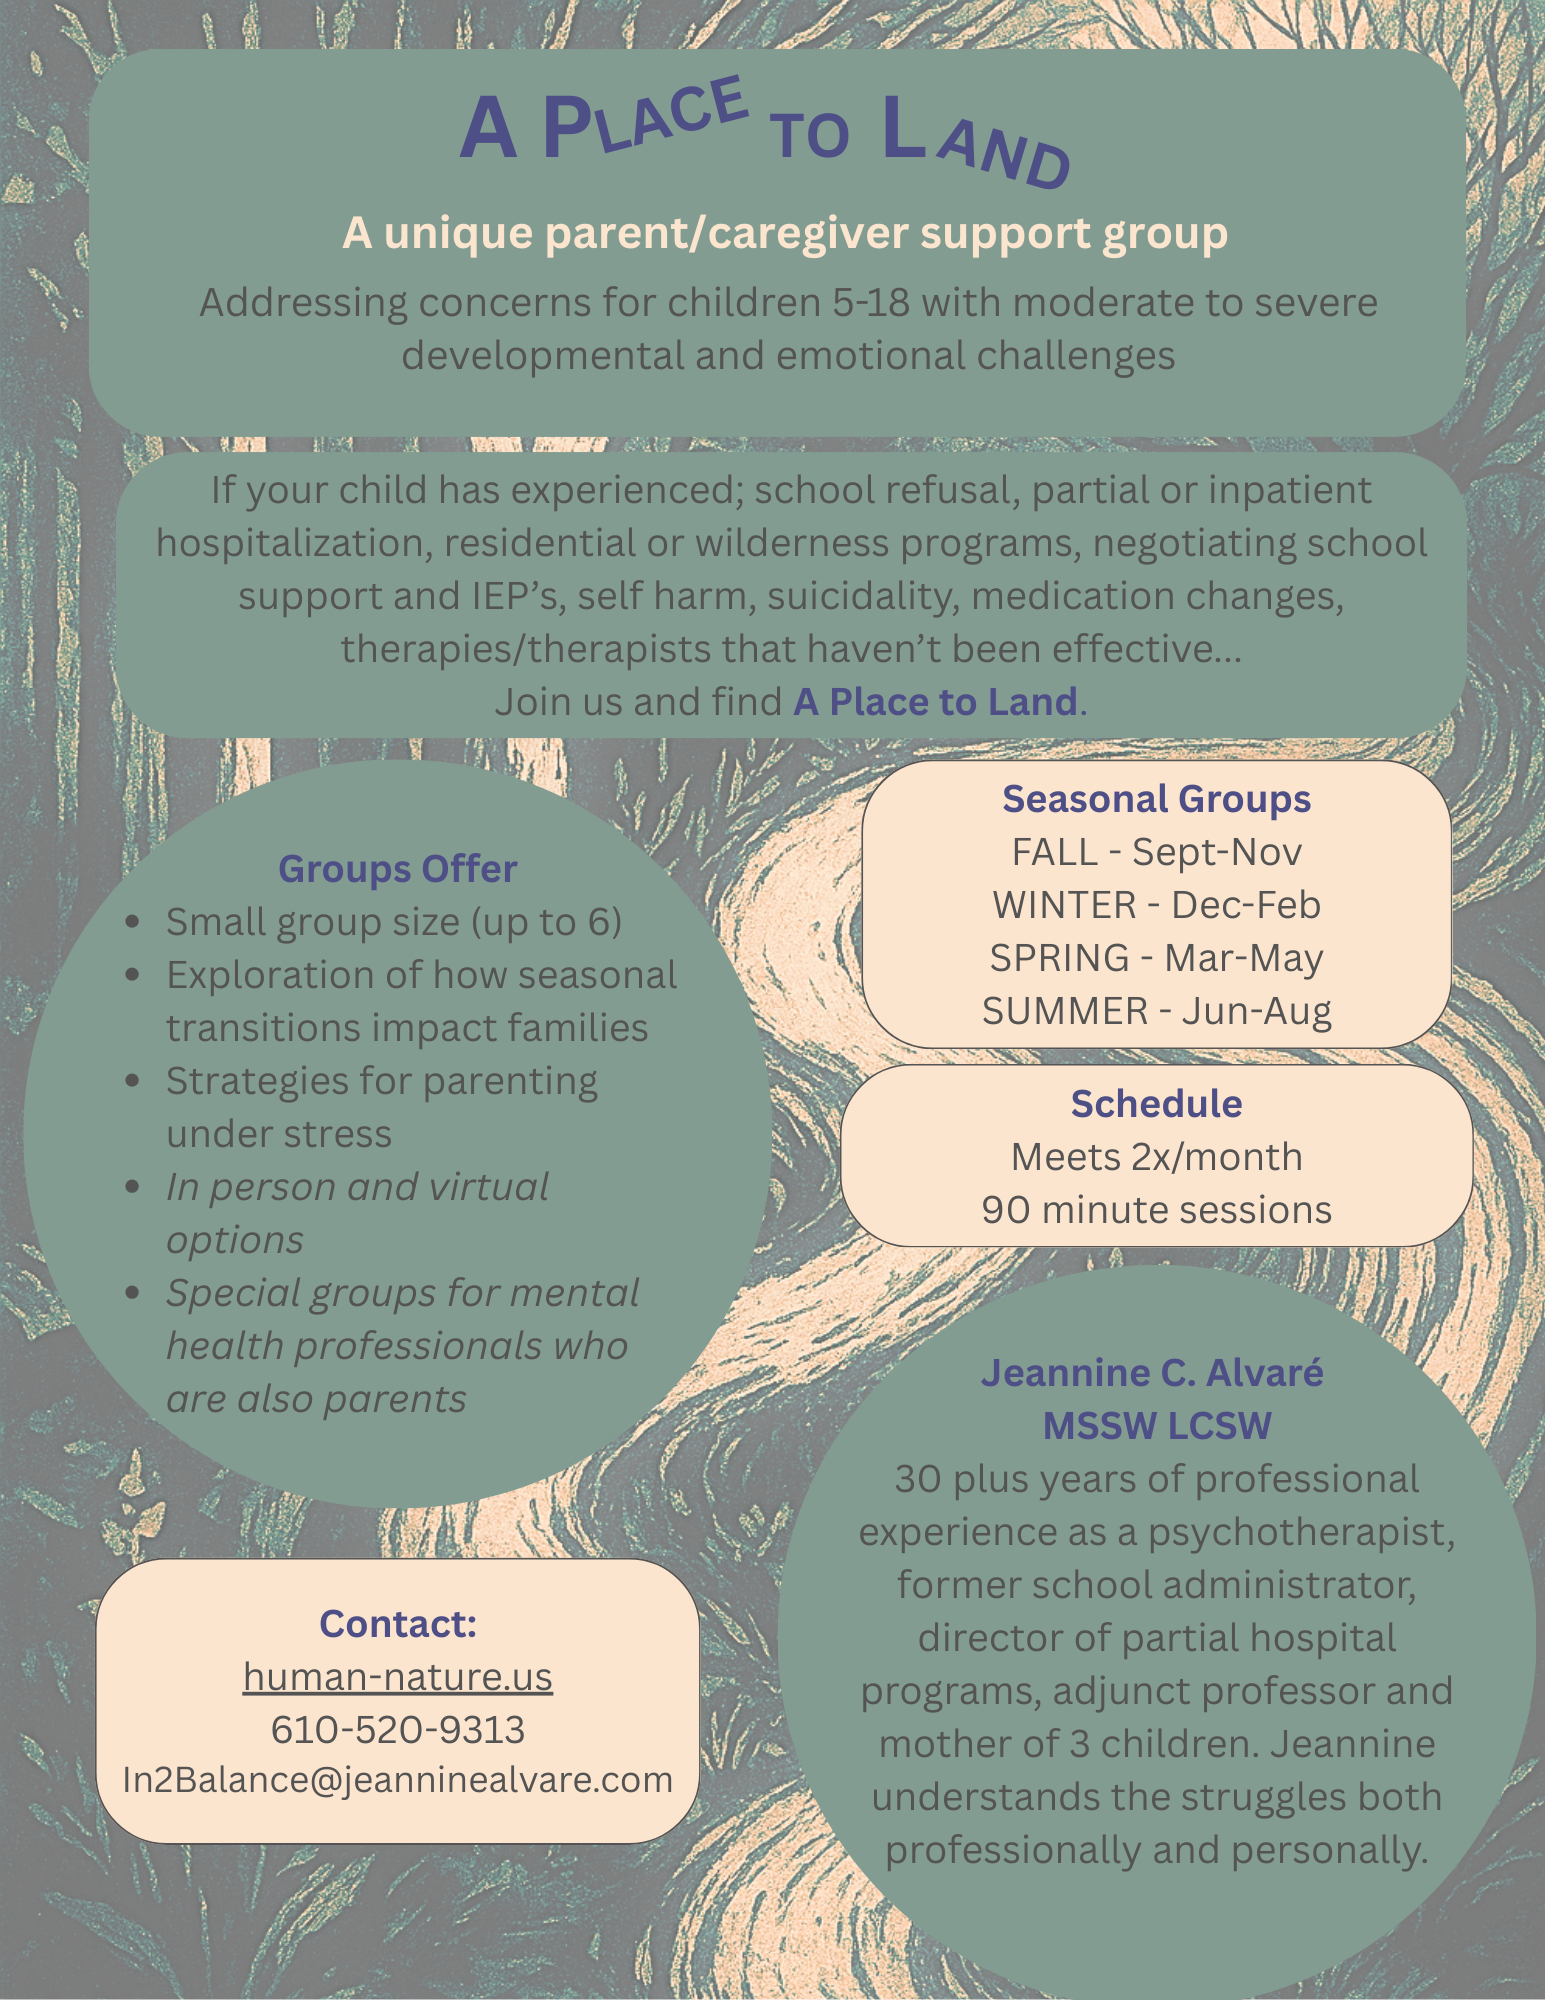 A PLACE TO LAND
A unique parent/caregiver support group
Addressing concerns for children 5-18 with moderate to severe
developmental and emotional challenges
If your child has experienced; school refusal, partial or inpatient
hospitalization, residential or wilderness programs, negotiating school
support and IEP’s, self harm, suicidality, medication changes,
therapies/therapists that haven’t been effective...
Join us and find A Place to Land.
Groups Offer
• Small group size (up to 6)
• Exploration of how seasonal
transitions impact families
• Strategies for parenting
under stress
• In person and virtual
options
• Special groups for mental
health professionals who
are also parents
Seasonal Groups
FALL - Sept-Nov
WINTER - Dec-Feb
SPRING - Mar-May
SUMMER - Jun-Aug
Schedule
Meets 2x/month
90 minute sessions
Jeannine C. Alvaré
MSSW LCSW
30 plus years of professional
experience as a psychotherapist,
former school administrator,
director of partial hospital
programs, adjunct professor and
mother of 3 children. Jeannine
understands the struggles both
professionally and personally.
Contact:
human-nature.us
610-520-9313
In2Balance@jeanninealvare.com